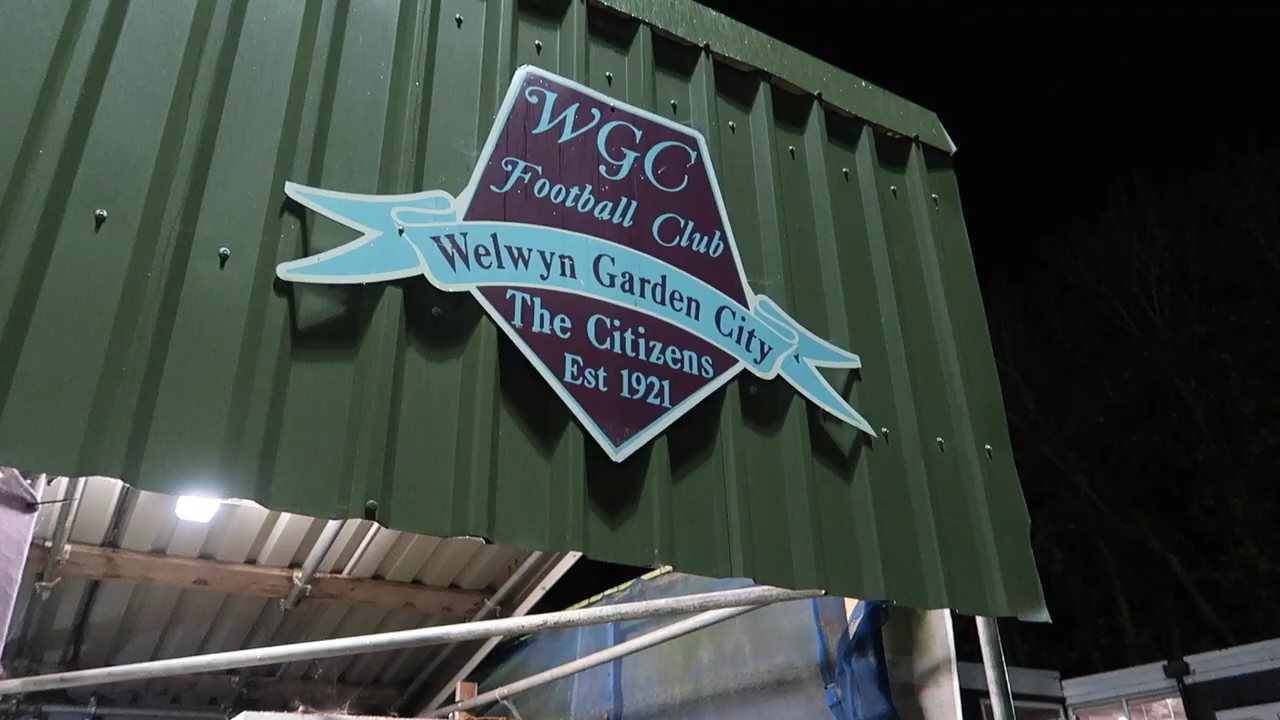 WGC
Football Club
Welwyn Garden City
The Citizens
Est 1921